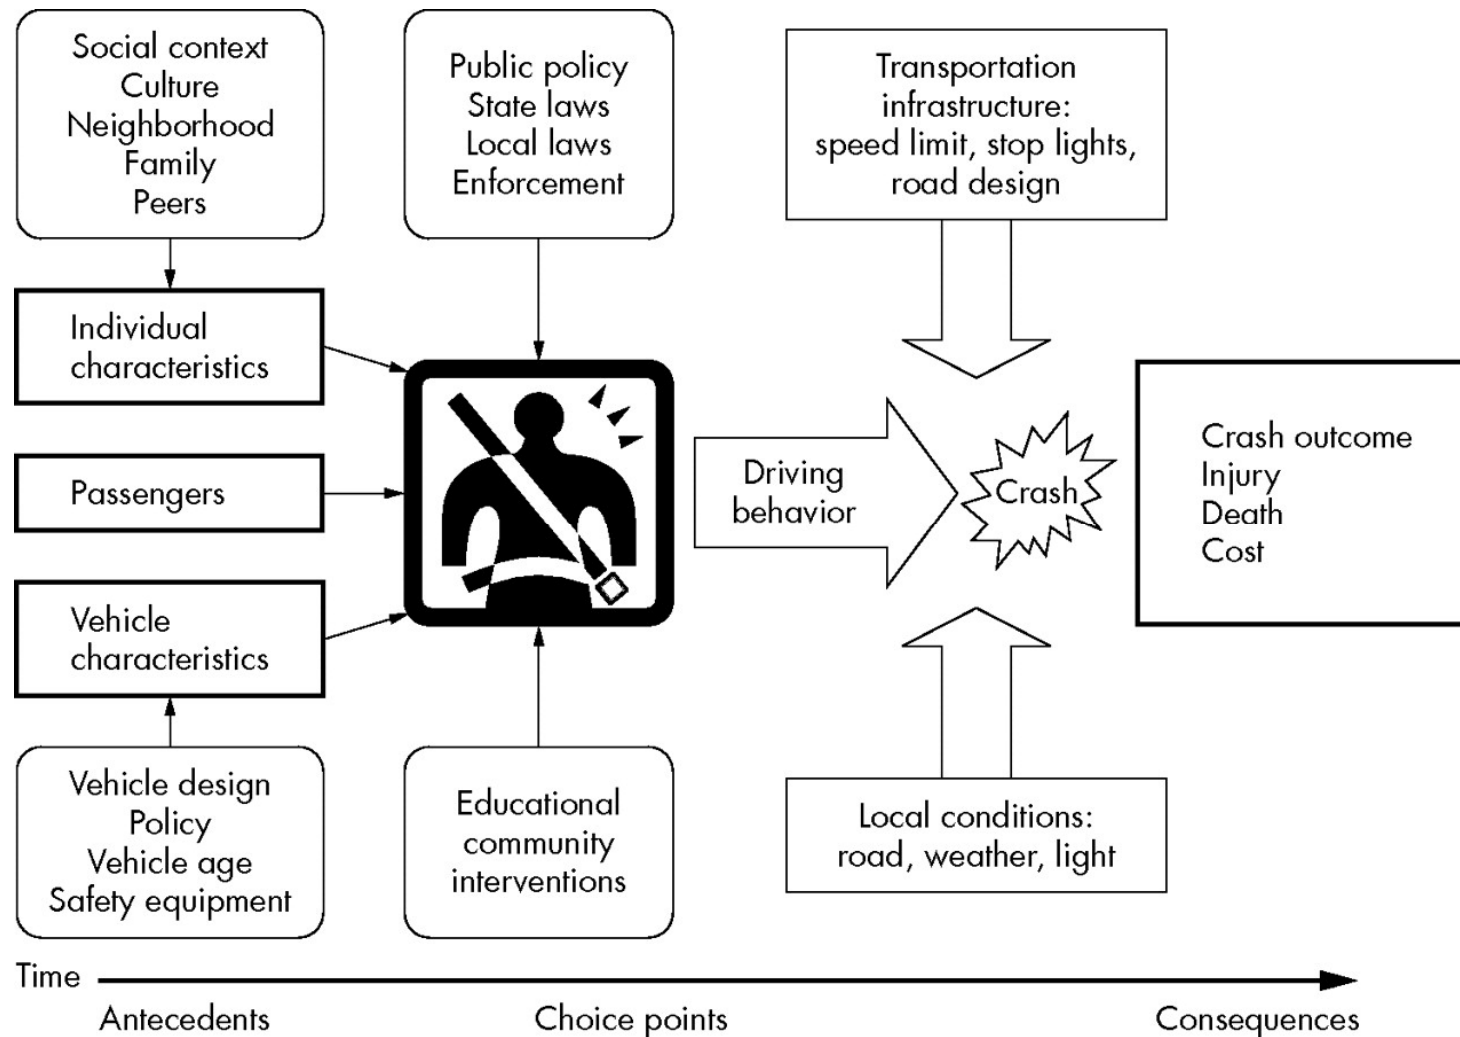 Social context
Culture
Neighborhood
Family
Peers
Public policy
State laws
Local laws
Enforcement
Transportation
infrastructure:
speed limit, stop lights,
road design
Individual
characteristics
Passengers
Vehicle
characteristics
Driving
behavior
Crash
Crash outcome
Injury
Death
Cost
Vehicle design
Policy
Vehicle age
Safety equipment
Educational
community
interventions
Local conditions:
road, weather, light
Time
Antecedents
Choice points
Consequences